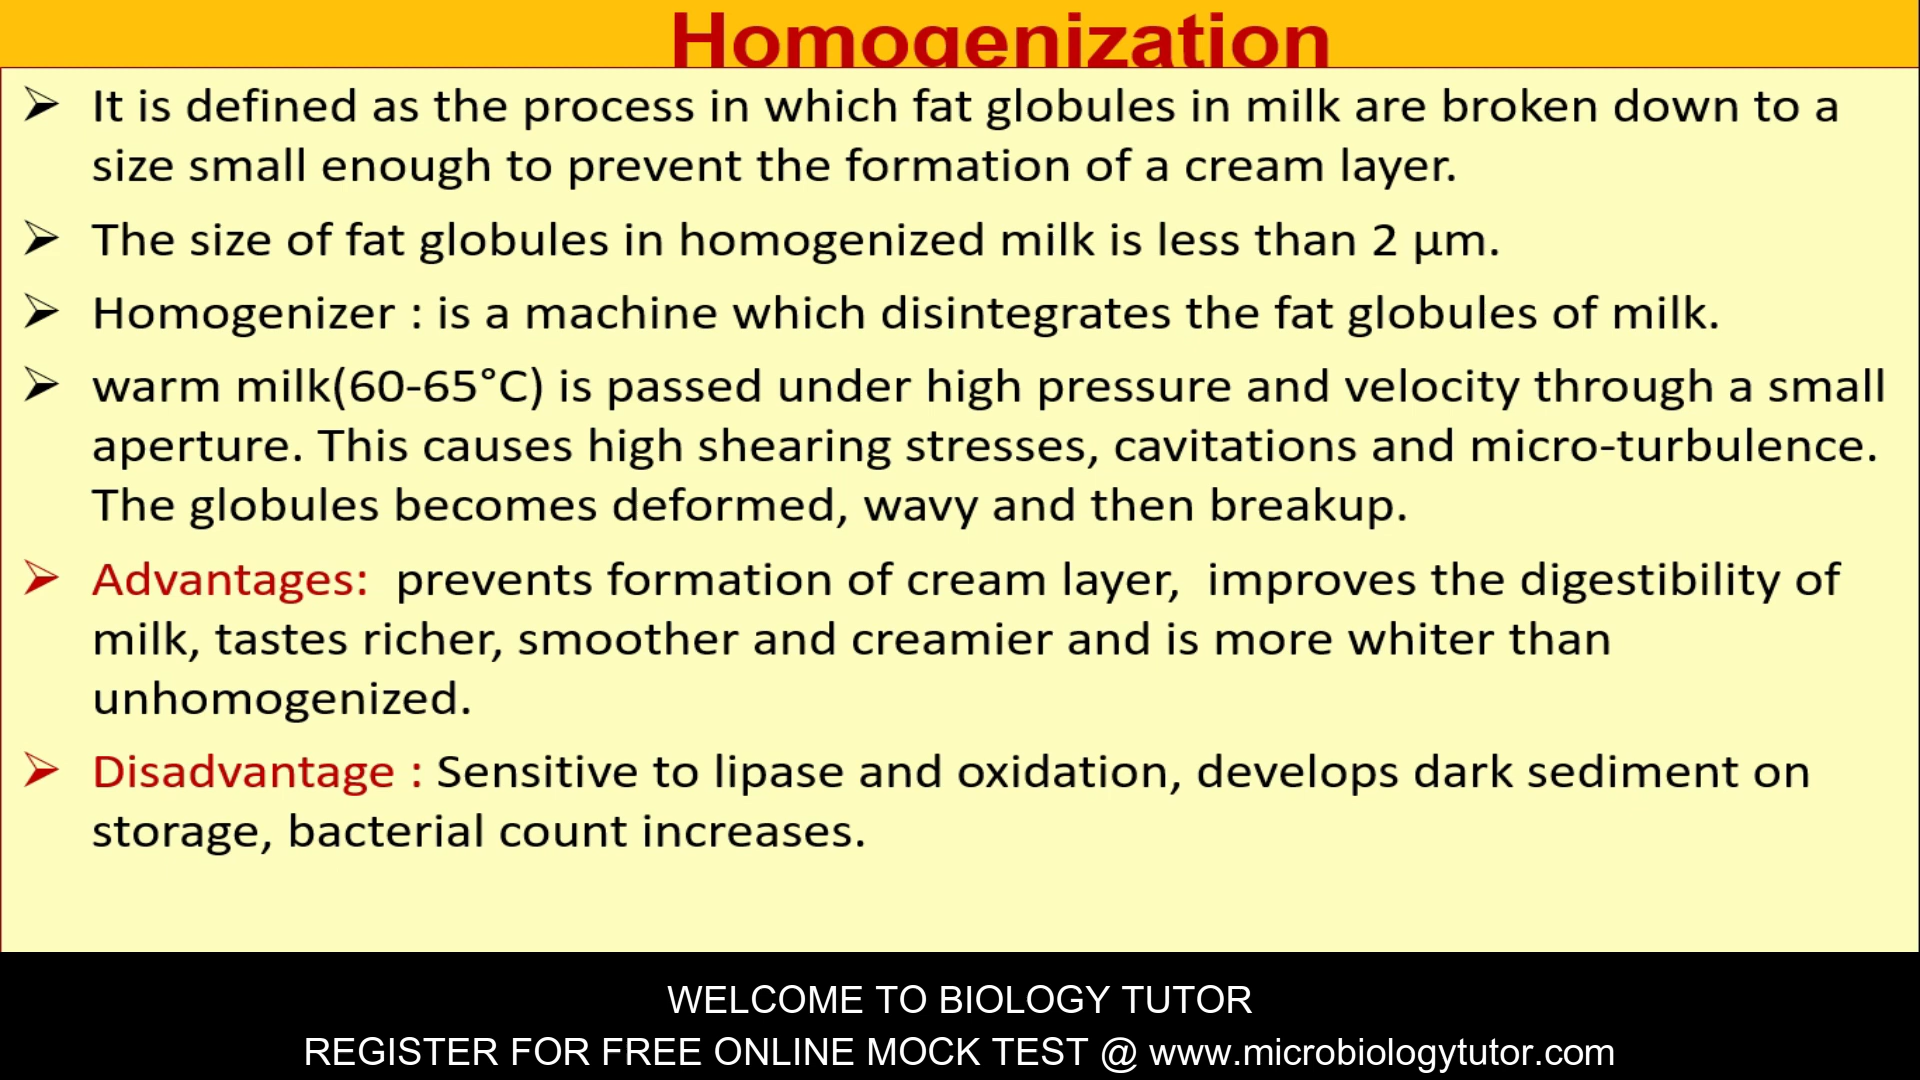 Homogenization
➢ It is defined as the process in which fat globules in milk are broken down to a
size small enough to prevent the formation of a cream layer.
➢ The size of fat globules in homogenized milk is less than 2 μm.
➢ Homogenizer : is a machine which disintegrates the fat globules of milk.
➢ warm milk(60-65°C) is passed under high pressure and velocity through a small
aperture. This causes high shearing stresses, cavitations and micro-turbulence.
The globules becomes deformed, wavy and then breakup.
➢ Advantages: prevents formation of cream layer, improves the digestibility of
milk, tastes richer, smoother and creamier and is more whiter than
unhomogenized.
➢ Disadvantage : Sensitive to lipase and oxidation, develops dark sediment on
storage, bacterial count increases.
WELCOME TO BIOLOGY TUTOR
REGISTER FOR FREE ONLINE MOCK TEST @ www.microbiologytutor.com